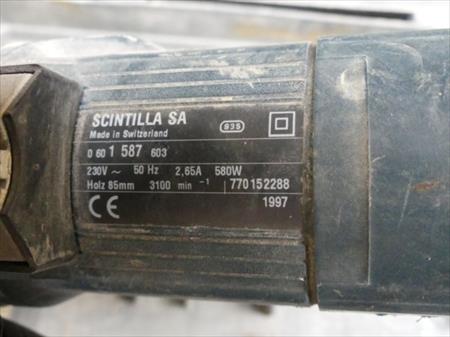 SCINTILLA SA
Made in Switzerland
835
0 601 587 603
230V ~ 50 Hz 2,65A 580W
Holz 85mm 3100 min⁻¹ 770152288
CE 1997